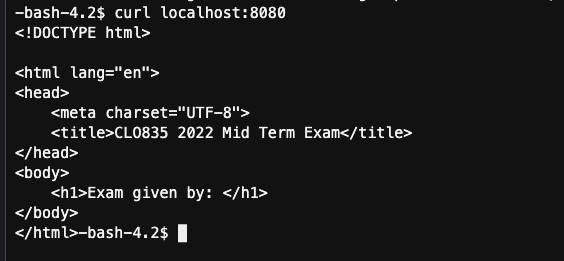 -bash-4.2$ curl localhost:8080
<!DOCTYPE html>
<html lang="en">
<head>
    <meta charset="UTF-8">
    <title>CLO835 2022 Mid Term Exam</title>
</head>
<body>
    <h1>Exam given by: </h1>
</body>
</html>-bash-4.2$